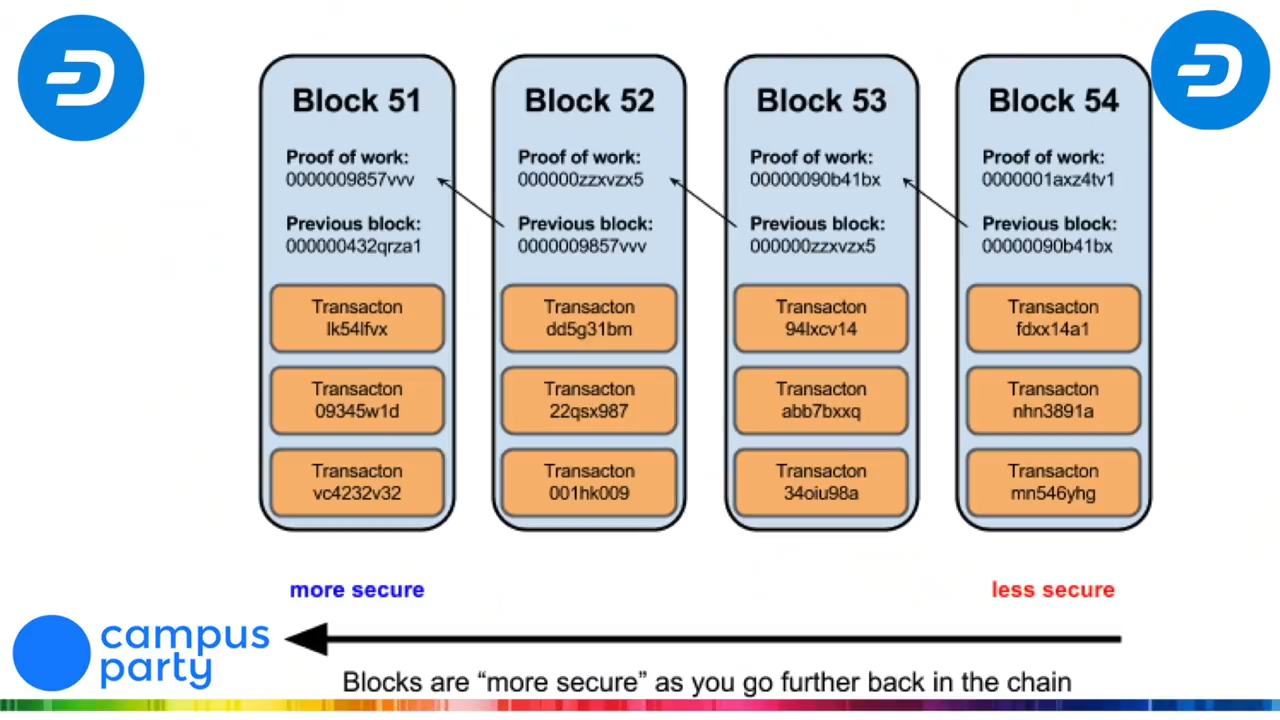 Block 51
Proof of work:
0000009857vvv
Previous block:
000000432qrza1
Transacton
lk54lfvx
Transacton
09345w1d
Transacton
vc4232v32
Block 52
Proof of work:
000000zzxvzx5
Previous block:
0000009857vvv
Transacton
dd5g31bm
Transacton
22qsx987
Transacton
001hk009
Block 53
Proof of work:
00000090b41bx
Previous block:
000000zzxvzx5
Transacton
94lxcv14
Transacton
abb7bxxq
Transacton
34oiu98a
Block 54
Proof of work:
0000001axz4tv1
Previous block:
00000090b41bx
Transacton
fdxx14a1
Transacton
nhn3891a
Transacton
mn546yhg
more secure
less secure
campus
party
Blocks are “more secure” as you go further back in the chain